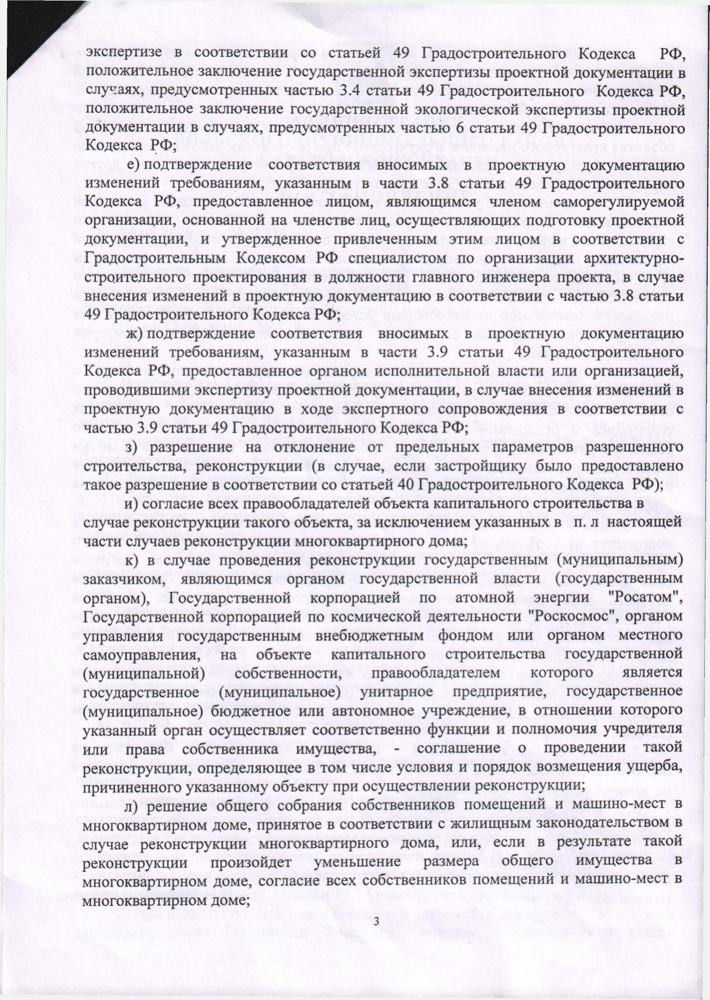 экспертизе в соответствии со статьей 49 Градостроительного Кодекса РФ,
положительное заключение государственной экспертизы проектной документации в
случаях, предусмотренных частью 3.4 статьи 49 Градостроительного Кодекса РФ,
положительное заключение государственной экологической экспертизы проектной
документации в случаях, предусмотренных частью 6 статьи 49 Градостроительного
Кодекса РФ;
е) подтверждение соответствия вносимых в проектную документацию
изменений требованиям, указанным в части 3.8 статьи 49 Градостроительного
Кодекса РФ, предоставленное лицом, являющимся членом саморегулируемой
организации, основанной на членстве лиц, осуществляющих подготовку проектной
документации, и утвержденное привлеченным этим лицом в соответствии с
Градостроительным Кодексом РФ специалистом по организации архитектурно-
строительного проектирования в должности главного инженера проекта, в случае
внесения изменений в проектную документацию в соответствии с частью 3.8 статьи
49 Градостроительного Кодекса РФ;
ж) подтверждение соответствия вносимых в проектную документацию
изменений требованиям, указанным в части 3.9 статьи 49 Градостроительного
Кодекса РФ, предоставленное органом исполнительной власти или организацией,
проводившими экспертизу проектной документации, в случае внесения изменений в
проектную документацию в ходе экспертного сопровождения в соответствии с
частью 3.9 статьи 49 Градостроительного Кодекса РФ;
з) разрешение на отклонение от предельных параметров разрешенного
строительства, реконструкции (в случае, если застройщику было предоставлено
такое разрешение в соответствии со статьей 40 Градостроительного Кодекса РФ);
и) согласие всех правообладателей объекта капитального строительства в
случае реконструкции такого объекта, за исключением указанных в п. л настоящей
части случаев реконструкции многоквартирного дома;
к) в случае проведения реконструкции государственным (муниципальным)
заказчиком, являющимся органом государственной власти (государственным
органом), Государственной корпорацией по атомной энергии "Росатом",
Государственной корпорацией по космической деятельности "Роскосмос", органом
управления государственным внебюджетным фондом или органом местного
самоуправления, на объекте капитального строительства государственной
(муниципальной) собственности, правообладателем которого является
государственное (муниципальное) унитарное предприятие, государственное
(муниципальное) бюджетное или автономное учреждение, в отношении которого
указанный орган осуществляет соответственно функции и полномочия учредителя
или права собственника имущества, - соглашение о проведении такой
реконструкции, определяющее в том числе условия и порядок возмещения ущерба,
причиненного указанному объекту при осуществлении реконструкции;
л) решение общего собрания собственников помещений и машино-мест в
многоквартирном доме, принятое в соответствии с жилищным законодательством в
случае реконструкции многоквартирного дома, или, если в результате такой
реконструкции произойдет уменьшение размера общего имущества в
многоквартирном доме, согласие всех собственников помещений и машино-мест в
многоквартирном доме;
3